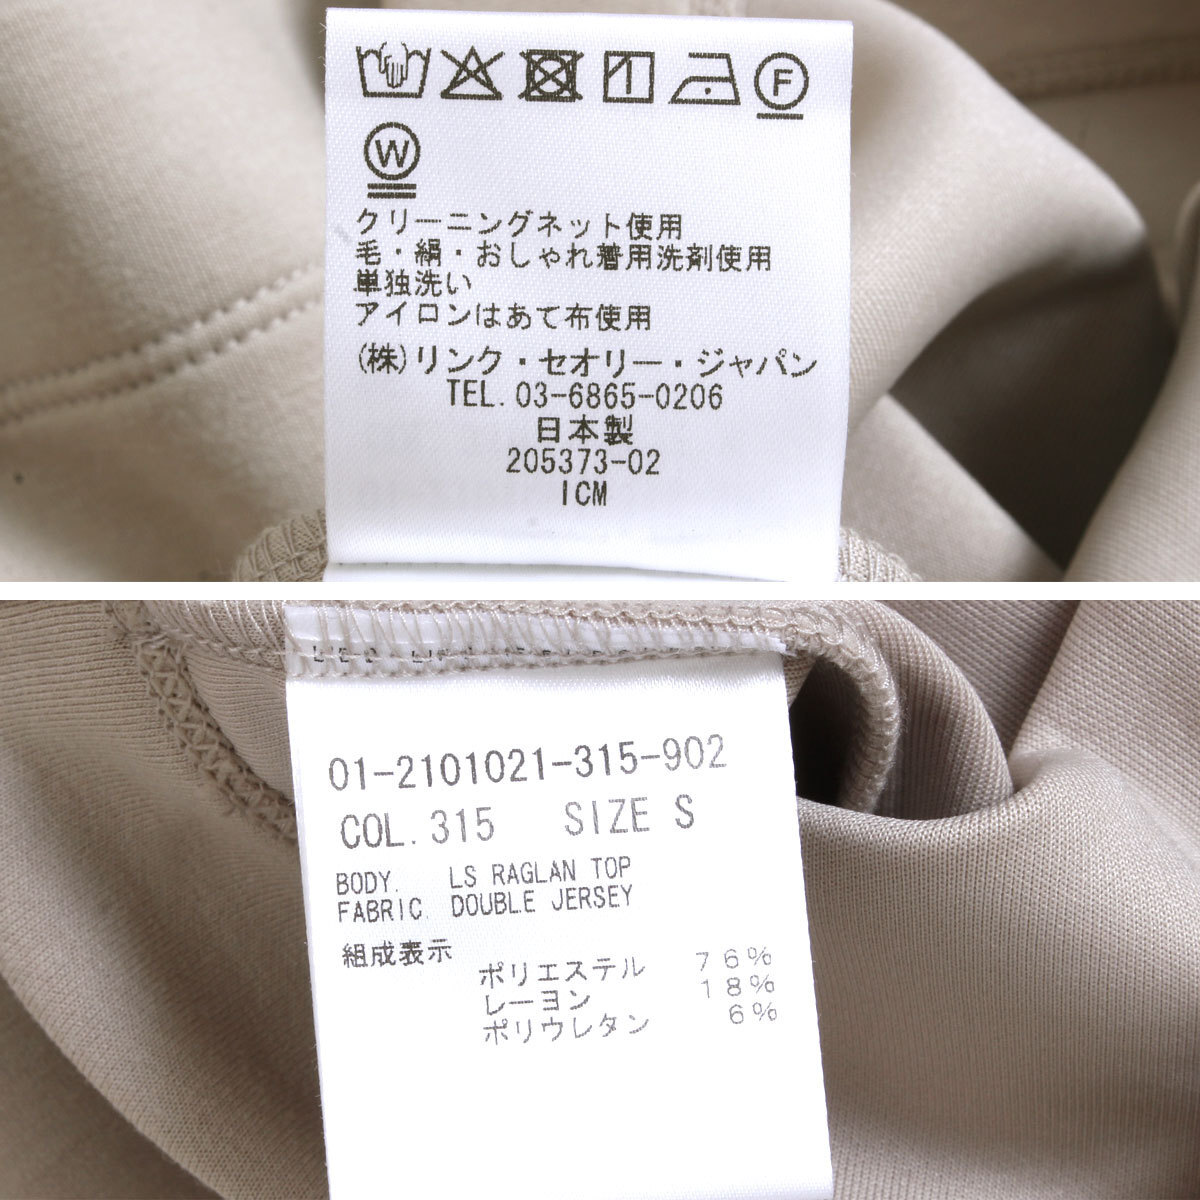 F
W
クリーニングネット使用
毛・絹・おしゃれ着用洗剤使用
単独洗い
アイロンはあて布使用
(株)リンク・セオリー・ジャパン
TEL.03-6865-0206
日本製
205373-02
ICM
01-2101021-315-902
COL.315 SIZE S
BODY. LS RAGLAN TOP
FABRIC. DOUBLE JERSEY
組成表示
ポリエステル 76%
レーヨン 18%
ポリウレタン 6%